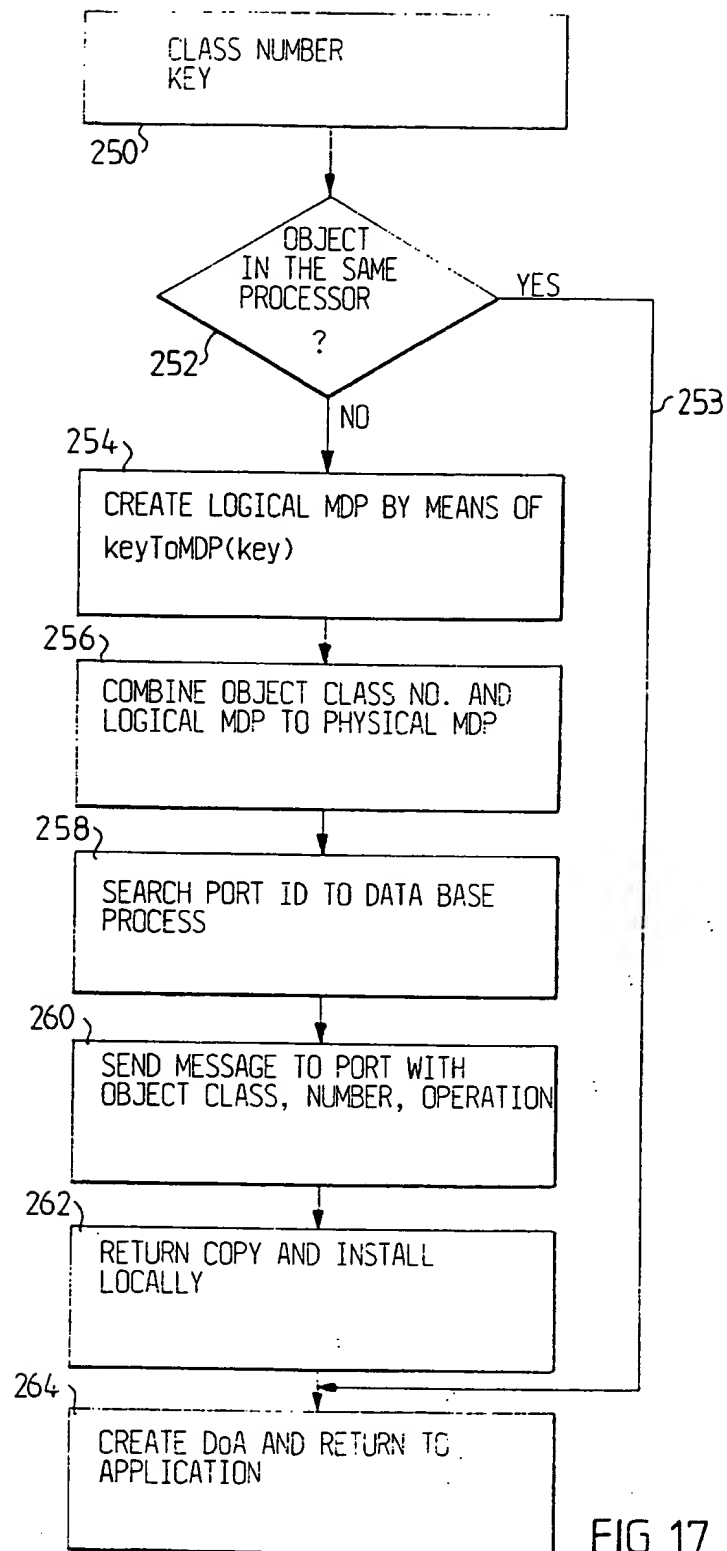 CLASS NUMBER
KEY
250
OBJECT
IN THE SAME
PROCESSOR
?
YES
252
253
NO
254
CREATE LOGICAL MDP BY MEANS OF
keyToMDP(key)
256
COMBINE OBJECT CLASS NO. AND
LOGICAL MDP TO PHYSICAL MDP
258
SEARCH PORT ID TO DATA BASE
PROCESS
260
SEND MESSAGE TO PORT WITH
OBJECT CLASS, NUMBER, OPERATION
262
RETURN COPY AND INSTALL
LOCALLY
264
CREATE DOA AND RETURN TO
APPLICATION
FIG 17